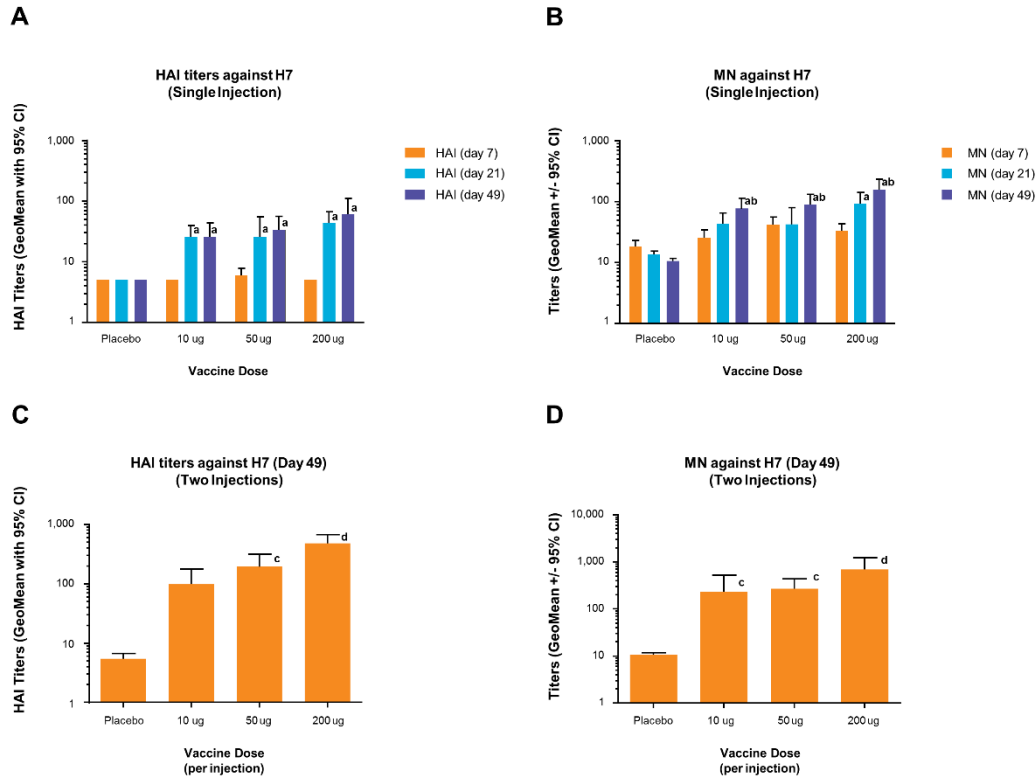 A
HAI titers against H7
(Single Injection)
HAI Titers (GeoMean with 95% CI)
1,000
100
10
1
a
a
a
a
a
a
Placebo
10 ug
50 ug
200 ug
Vaccine Dose
HAI (day 7)
HAI (day 21)
HAI (day 49)
B
MN against H7
(Single Injection)
Titers (GeoMean +/- 95% CI)
1,000
100
10
1
ab
ab
a
ab
Placebo
10 ug
50 ug
200 ug
Vaccine Dose
MN (day 7)
MN (day 21)
MN (day 49)
C
HAI titers against H7 (Day 49)
(Two Injections)
HAI Titers (GeoMean with 95% CI)
1,000
100
10
1
c
d
Placebo
10 ug
50 ug
200 ug
Vaccine Dose
(per injection)
D
MN against H7 (Day 49)
(Two Injections)
Titers (GeoMean +/- 95% CI)
10,000
1,000
100
10
1
c
c
d
Placebo
10 ug
50 ug
200 ug
Vaccine Dose
(per injection)